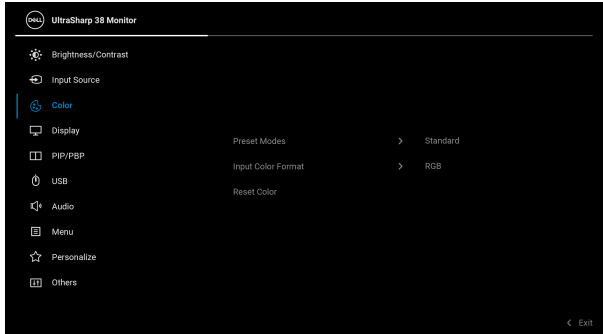 DELL UltraSharp 38 Monitor
Brightness/Contrast
Input Source
Color
Display
Preset Modes > Standard
PIP/PBP
Input Color Format > RGB
USB
Reset Color
Audio
Menu
Personalize
Others
< Exit